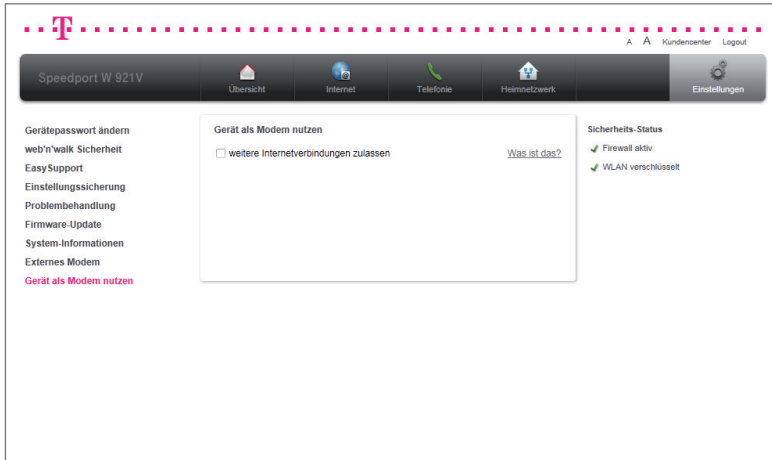 T
A A Kundencenter Logout
Speedport W 921V
Übersicht
Internet
Telefonie
Heimnetzwerk
Einstellungen
Gerätepasswort ändern
web'n'walk Sicherheit
EasySupport
Einstellungssicherung
Problembehandlung
Firmware-Update
System-Informationen
Externes Modem
Gerät als Modem nutzen
Gerät als Modem nutzen
weitere Internetverbindungen zulassen
Was ist das?
Sicherheits-Status
Firewall aktiv
WLAN verschlüsselt